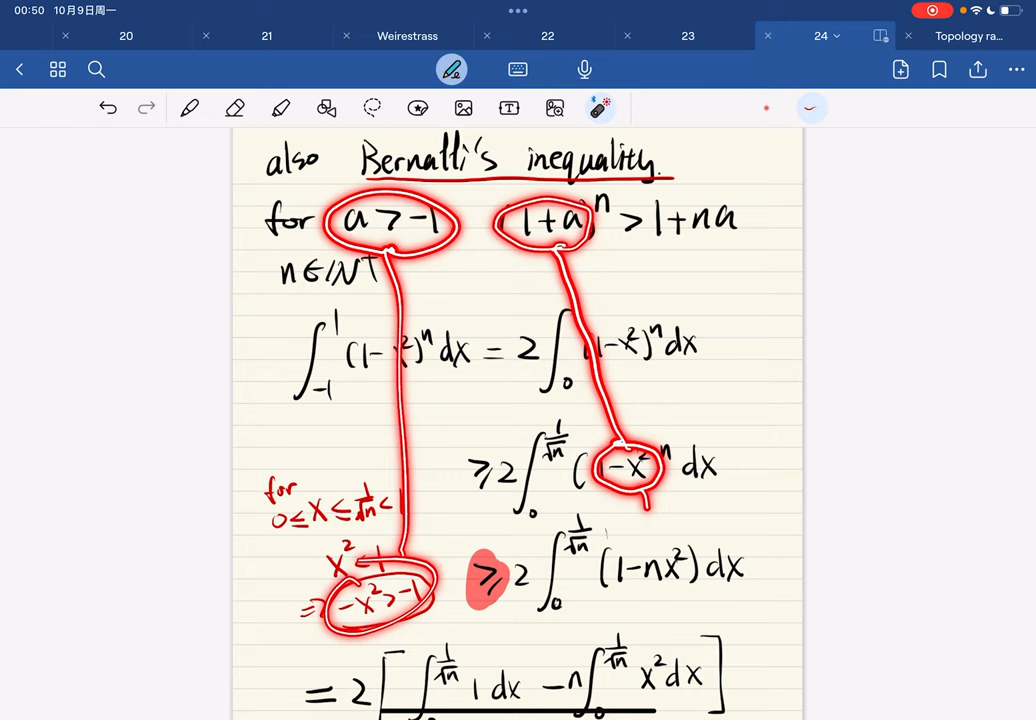 00:50 10月9日周一
20 21 Weirestrass 22 23 24 Topology ra...
also Bernalli's inequality.
for a > -1 (1+a)^n > 1+na
n∈IN⁺
∫_{-1}^{1} (1-x²)^n dx = 2 ∫_0 (1-x²)^n dx
≥ 2 ∫_0^{1/√n} (1-x²)^n dx
for
0 ≤ x ≤ 1/√n < 1
x² < 1
≥ 2 ∫_0^{1/√n} (1-nx²) dx
⇒ -x² > -1
= 2 [ ∫_0^{1/√n} 1 dx - n ∫_0^{1/√n} x² dx ]